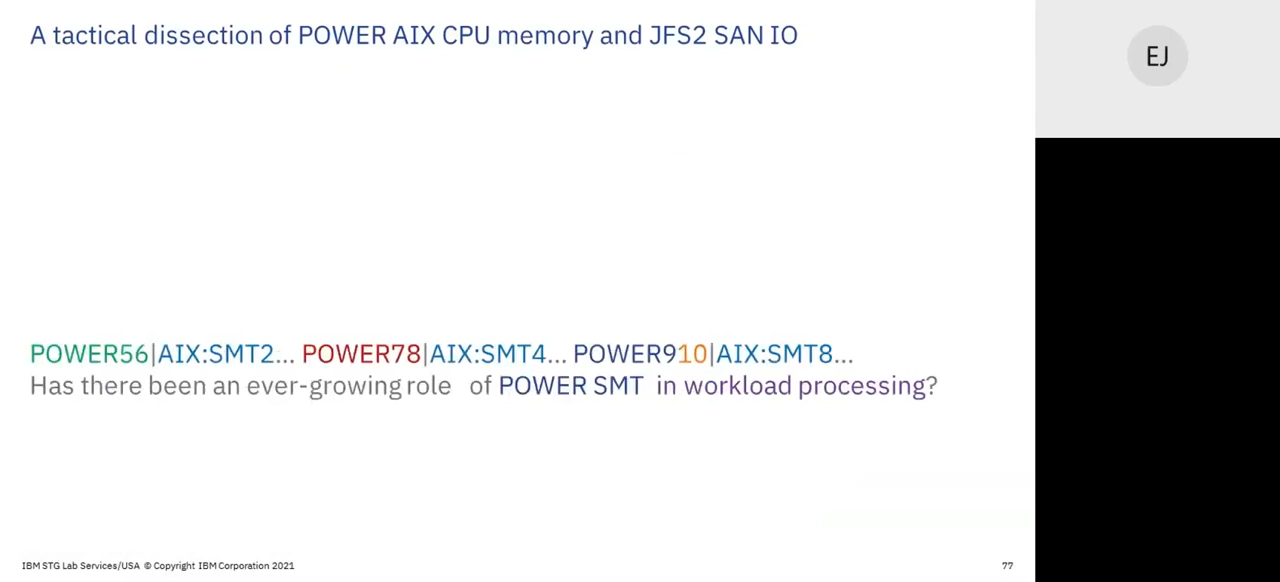 A tactical dissection of POWER AIX CPU memory and JFS2 SAN IO
EJ
POWER56|AIX:SMT2... POWER78|AIX:SMT4... POWER910|AIX:SMT8...
Has there been an ever-growing role of POWER SMT in workload processing?
IBM STG Lab Services/USA © Copyright IBM Corporation 2021
77